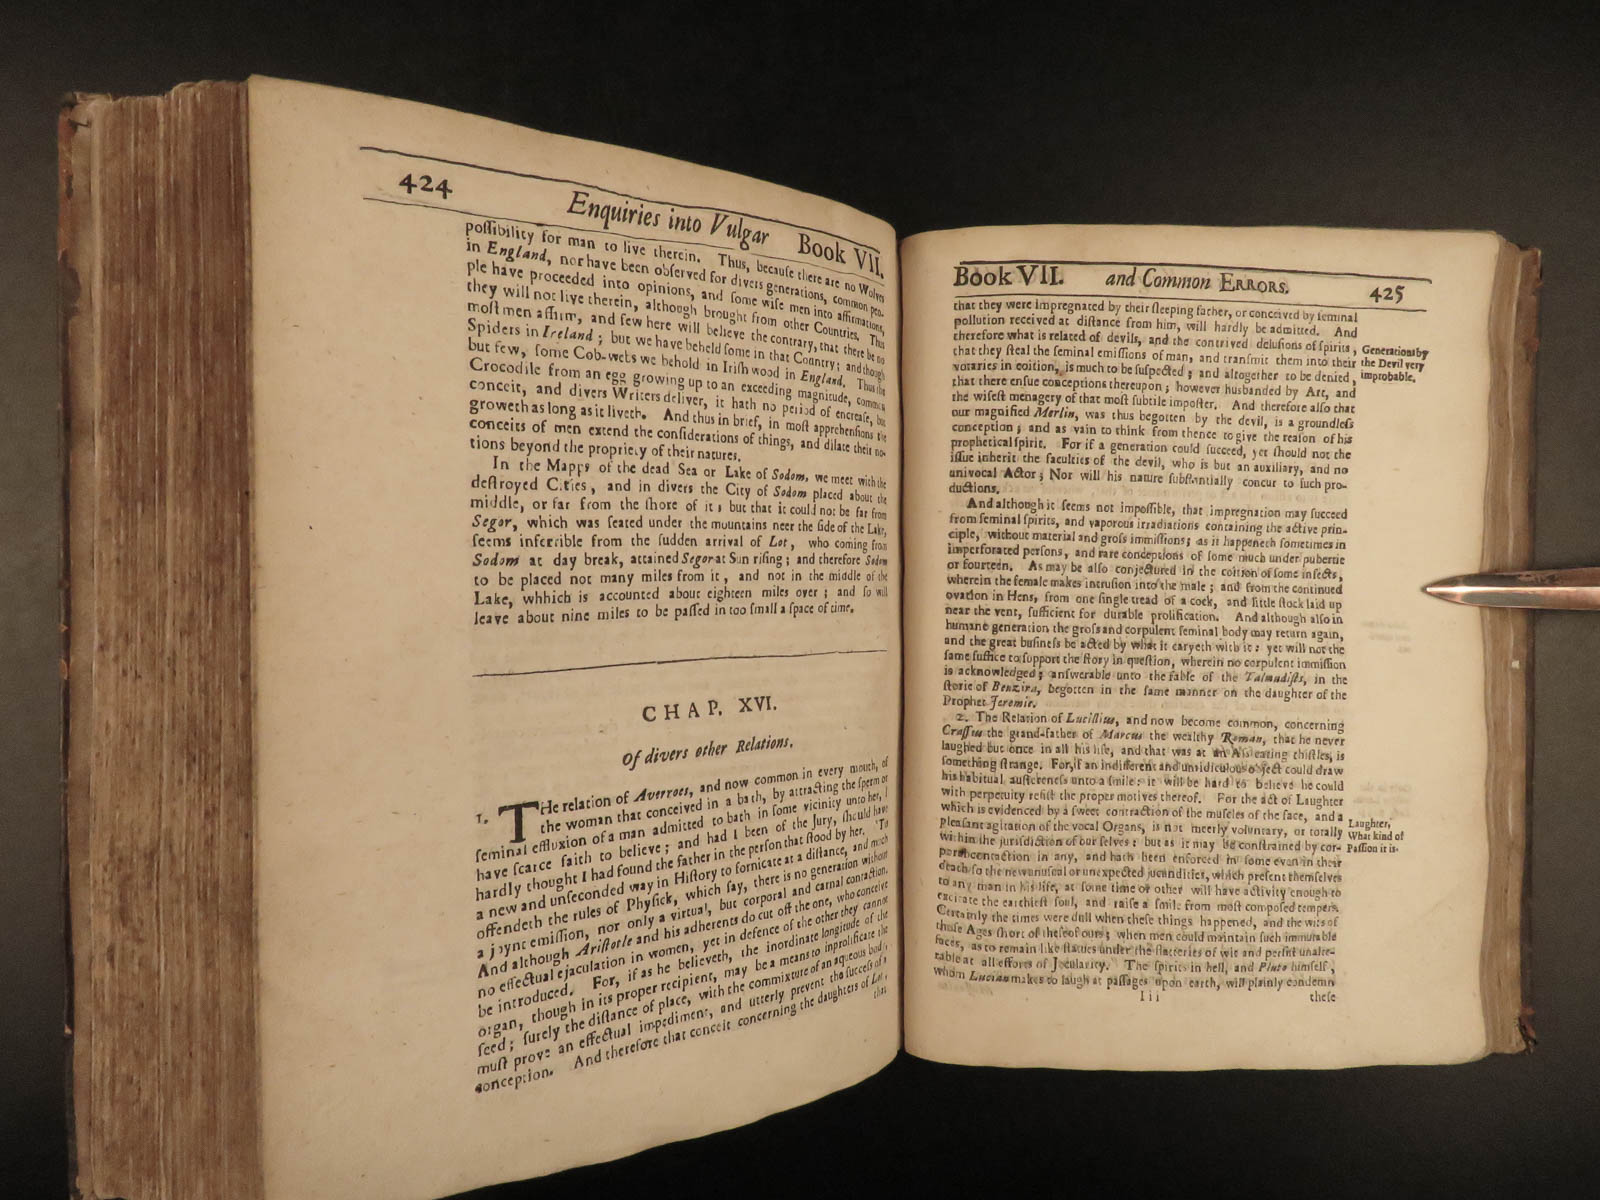 424 Enquiries into Vulgar Book VII.
poſſibility for man to live therein. Thus, becauſe there are no Wolves
in England, nor have been obſerved for divers generations, common peo-
ple have proceeded into opinions, and ſome wiſe men into affirmations,
they will not live therein, although brought from other Countries. Thus
moſt men affirm, and few here will believe the contrary, that there be no
Spiders in Ireland; but we have beheld ſome in that Country; and though
but few, ſome Cob-webs we behold in Iriſh wood in England. Thus the
Crocodile from an egg growing up to an exceeding magnitude, common
conceit, and divers Writers deliver, it hath no period of encreaſe, but
groweth as long as it liveth. And thus in brief, in moſt apprehenſions the
conceits of men extend the conſiderations of things, and dilate their no-
tions beyond the propriety of their natures.
In the Mapps of the dead Sea or Lake of Sodom, we meet with the
deſtroyed Cities, and in divers the City of Sodom placed about the
middle, or far from the ſhore of it; but that it could not be far from
Segor, which was ſeated under the mountains neer the ſide of the Lake,
ſeems inferrible from the ſudden arrival of Lot, who coming from
Sodom at day break, attained Segor at Sun riſing; and therefore Sodom
to be placed not many miles from it, and not in the middle of the
Lake, whhich is accounted about eighteen miles over; and ſo will
leave about nine miles to be paſſed in too ſmall a ſpace of time.
CHAP. XVI.
Of divers other Relations.
1. THe relation of Averroes, and now common in every mouth, of
the woman that conceived in a bath, by attracting the ſperm or
ſeminal effluxion of a man admitted to bath in ſome vicinity unto her, I
have ſcarce faith to believe; and had I been of the Jury, ſhould have
hardly thought I had found the father in the perſon that ſtood by her. 'Tis
a new and unſeconded way in Hiſtory to fornicate at a diſtance, and much
offendeth the rules of Phyſick, which ſay, there is no generation without
a joynt emiſſion, nor only a virtual, but corporal and carnal contaction.
And although Ariſtotle and his adherents do cut off the one, who conceive
no effectual ejaculation in women, yet in defence of the other they cannot
be introduced. For, if as he believeth, the inordinate longitude of the
organ, though in its proper recipient, may be a means to inprolificate the
ſeed; ſurely the diſtance of place, with the commixture of an aqueous body,
muſt prove an effectual impediment, and utterly prevent the ſucceſs of a
conception. And therefore that conceit concerning the daughters of Lot,
that
Book VII. and Common ERRORS. 425
that they were impregnated by their ſleeping father, or conceived by ſeminal
pollution received at diſtance from him, will hardly be admitted. And
therefore what is related of devils, and the contrived deluſions of ſpirits,
that they ſteal the ſeminal emiſſions of man, and tranſmit them into their
votaries in coition, is much to be ſuſpected; and altogether to be denied,
that there enſue conceptions thereupon; however husbanded by Art, and
the wiſeſt menagery of that moſt ſubtile impoſter. And therefore alſo that
our magnified Merlin, was thus begotten by the devil, is a groundleſs
conception; and as vain to think from thence to give the reaſon of his
prophetical ſpirit. For if a generation could ſucceed, yet ſhould not the
iſſue inherit the faculties of the devil, who is but an auxiliary, and no
univocal Actor; Nor will his nature ſubſtantially concur to ſuch pro-
ductions.
Generations by
the Devil very
improbable.
And although it ſeems not impoſſible, that impregnation may ſucceed
from ſeminal ſpirits, and vaporous irradiations containing the active prin-
ciple, without material and groſs immiſſions; as it happeneth ſometimes in
imperforated perſons, and rare conceptions of ſome much under pubertie
or fourteen. As may be alſo conjectured in the coition of ſome inſects,
wherein the female makes intruſion into the male; and from the continued
ovation in Hens, from one ſingle tread of a cock, and little ſtock laid up
near the vent, ſufficient for durable prolification. And although alſo in
humane generation the groſs and corpulent ſeminal body may return again,
and the great buſineſs be acted by what it caryeth with it: yet will not the
ſame ſuffice to ſupport the ſtory in queſtion, wherein no corpulent immiſſion
is acknowledged; anſwerable unto the fable of the Talmudiſts, in the
ſtorie of Benzira, begotten in the ſame manner on the daughter of the
Prophet Jeremie.
2. The Relation of Lucillius, and now become common, concerning
Craſſus the grand-father of Marcus the wealthy Roman, that he never
laughed but once in all his life, and that was at an Aſs eating thiſtles, is
ſomething ſtrange. For, if an indifferent and unridiculous object could draw
his habitual auſtereneſs unto a ſmile: it will be hard to believe he could
with perpetuity reſiſt the proper motives thereof. For the act of Laughter
which is evidenced by a ſweet contraction of the muſcles of the face, and a
pleaſant agitation of the vocal Organs, is not meerly voluntary, or totally
within the jurisdiction of our ſelves: but as it may be conſtrained by cor-
poral contaction in any, and hath been enforced in ſome even in their
death ſo the new unuſual or unexpected jucundities, which preſent themſelves
to any man in his life, at ſome time or other will have activity enough to
excitate the earthieſt ſoul, and raiſe a ſmile from moſt compoſed tempers.
Certainly the times were dull when theſe things happened, and the wits of
thoſe Ages ſhort of theſe of ours; when men could maintain ſuch immutable
faces, as to remain like ſtatues under the flatteries of wit and perſiſt unalte-
rable at all efforts of Jocularity. The ſpirits in hell, and Pluto himſelf,
whom Lucian makes to laugh at paſſages upon earth, will plainly condemn
Laughter,
What kind of
Paſſion it is.
Iii theſe